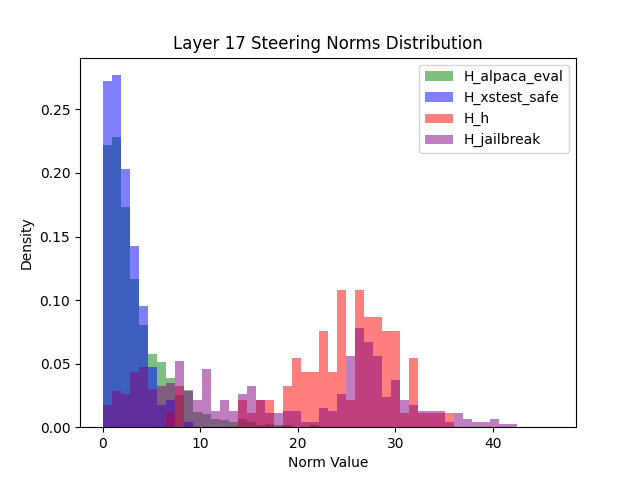 Layer 17 Steering Norms Distribution
H_alpaca_eval
H_xstest_safe
H_h
H_jailbreak
0.25
0.20
0.15
0.10
0.05
0.00
Density
0
10
20
30
40
Norm Value